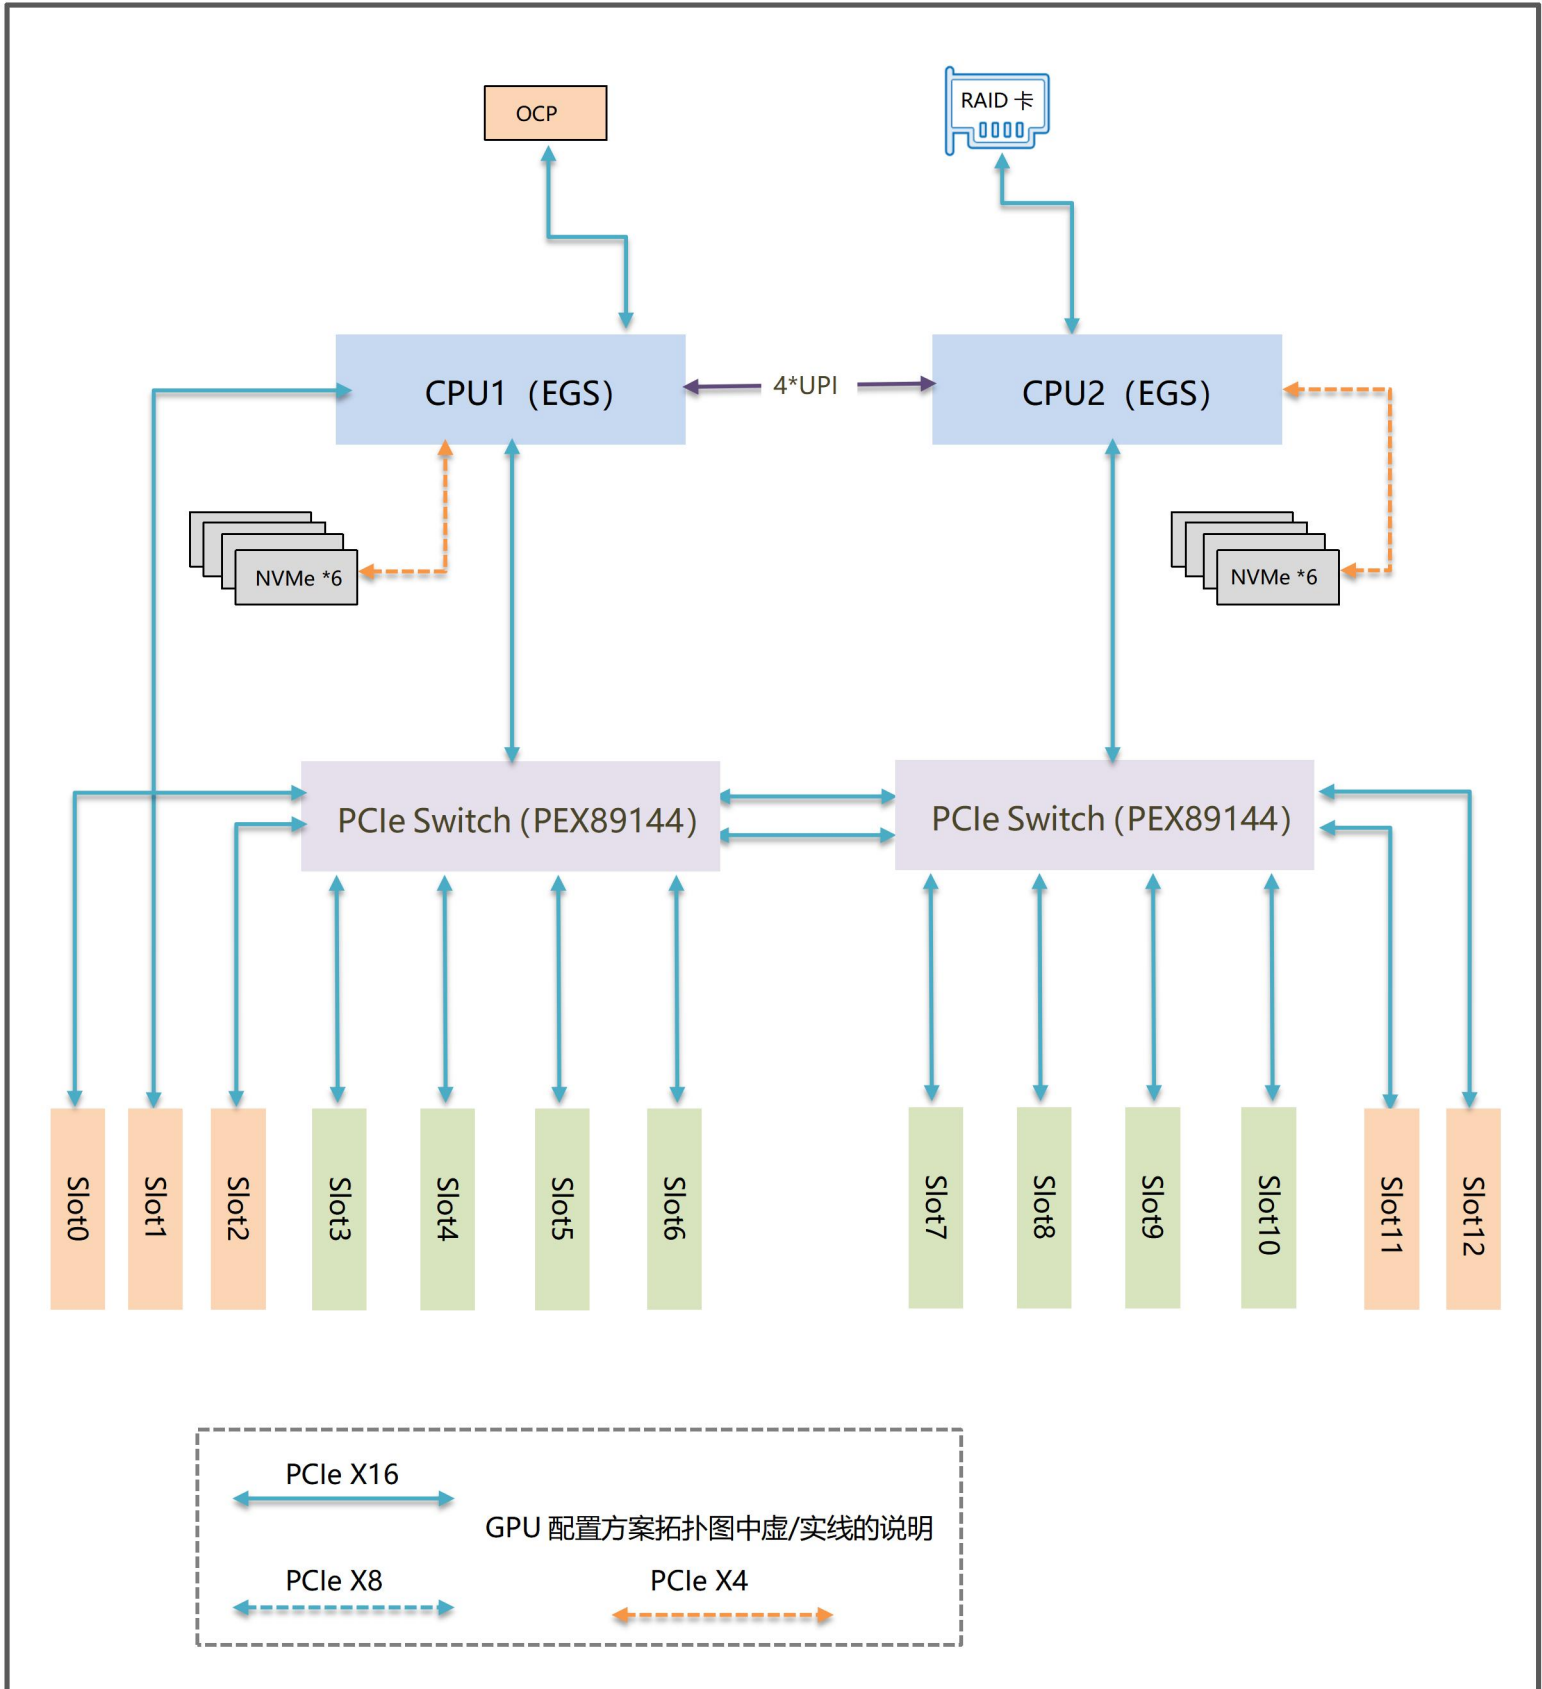 OCP
RAID 卡
CPU1（EGS）
4*UPI
CPU2（EGS）
NVMe *6
NVMe *6
PCIe Switch（PEX89144）
PCIe Switch（PEX89144）
Slot0
Slot1
Slot2
Slot3
Slot4
Slot5
Slot6
Slot7
Slot8
Slot9
Slot10
Slot11
Slot12
PCIe X16
GPU 配置方案拓扑图中虚/实线的说明
PCIe X8
PCIe X4